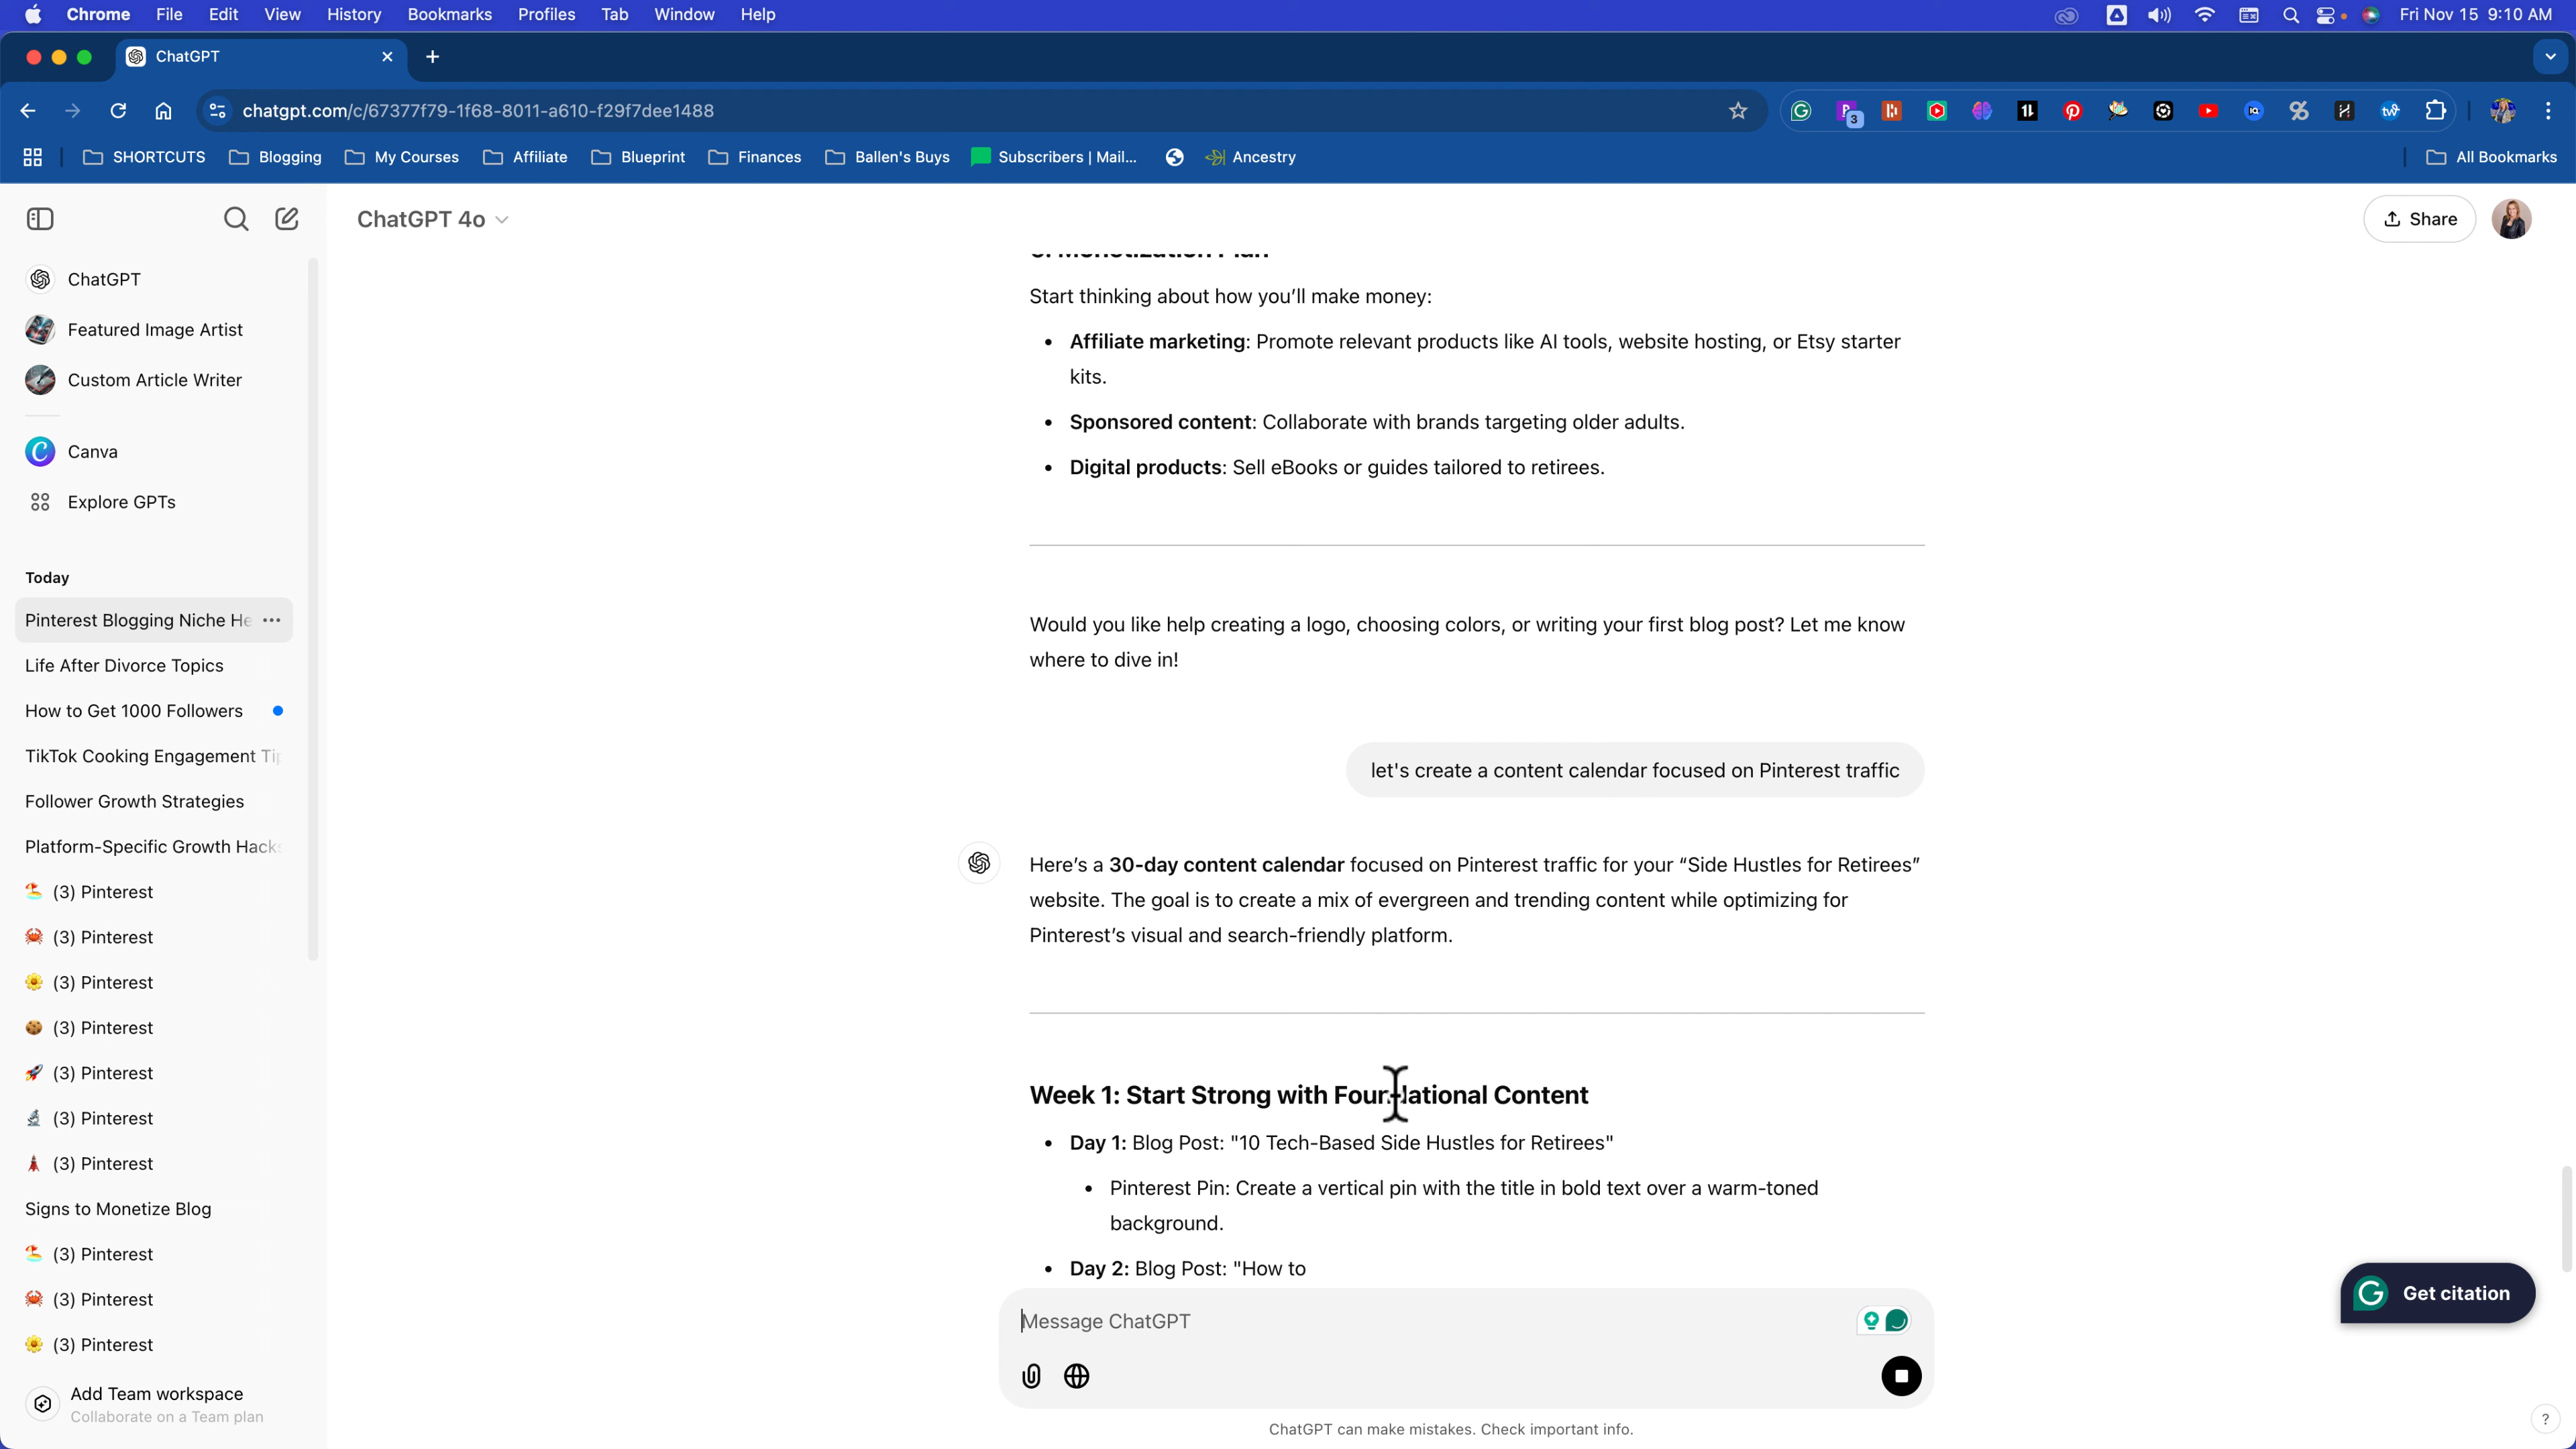 Chrome File Edit View History Bookmarks Profiles Tab Window Help Fri Nov 15 9:10 AM
ChatGPT
chatgpt.com/c/67377f79-1f68-8011-a610-f29f7dee1488
3
SHORTCUTS Blogging My Courses Affiliate Blueprint Finances Ballen's Buys Subscribers | Mail... Ancestry All Bookmarks
ChatGPT 4o
Share
ChatGPT
Featured Image Artist
Custom Article Writer
Canva
Explore GPTs
Today
Pinterest Blogging Niche He
Life After Divorce Topics
How to Get 1000 Followers
TikTok Cooking Engagement Tip
Follower Growth Strategies
Platform-Specific Growth Hacks
(3) Pinterest
(3) Pinterest
(3) Pinterest
(3) Pinterest
(3) Pinterest
(3) Pinterest
(3) Pinterest
Signs to Monetize Blog
(3) Pinterest
(3) Pinterest
(3) Pinterest
Add Team workspace
Collaborate on a Team plan
Monetization Plan
Start thinking about how you’ll make money:
• Affiliate marketing: Promote relevant products like AI tools, website hosting, or Etsy starter
kits.
• Sponsored content: Collaborate with brands targeting older adults.
• Digital products: Sell eBooks or guides tailored to retirees.
Would you like help creating a logo, choosing colors, or writing your first blog post? Let me know
where to dive in!
let's create a content calendar focused on Pinterest traffic
Here’s a 30-day content calendar focused on Pinterest traffic for your “Side Hustles for Retirees”
website. The goal is to create a mix of evergreen and trending content while optimizing for
Pinterest’s visual and search-friendly platform.
Week 1: Start Strong with Foundational Content
• Day 1: Blog Post: "10 Tech-Based Side Hustles for Retirees"
• Pinterest Pin: Create a vertical pin with the title in bold text over a warm-toned
background.
• Day 2: Blog Post: "How to
Message ChatGPT
Get citation
ChatGPT can make mistakes. Check important info.
?